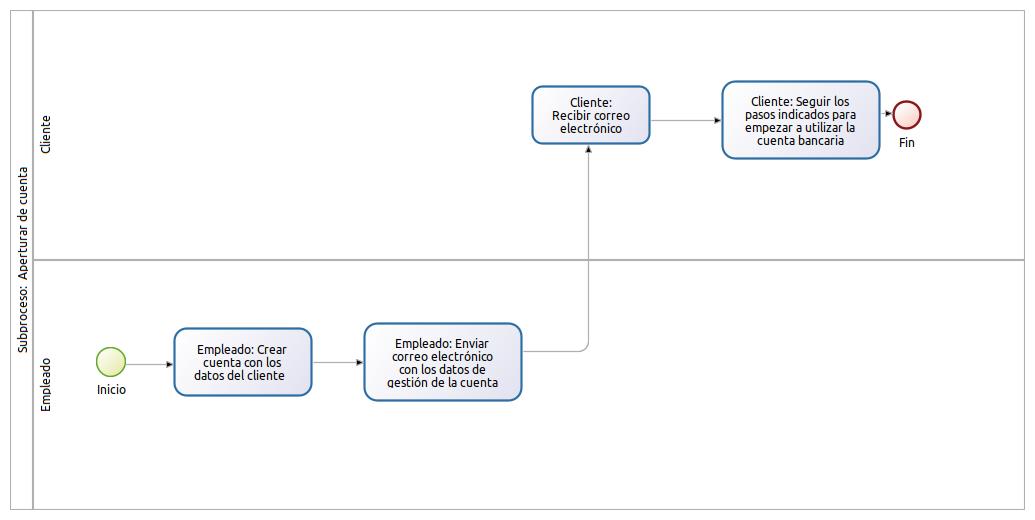 Subproceso: Aperturar de cuenta
Cliente
Cliente:
Recibir correo
electrónico
Cliente: Seguir los
pasos indicados para
empezar a utilizar la
cuenta bancaria
Fin
Empleado
Inicio
Empleado: Crear
cuenta con los
datos del cliente
Empleado: Enviar
correo electrónico
con los datos de
gestión de la cuenta